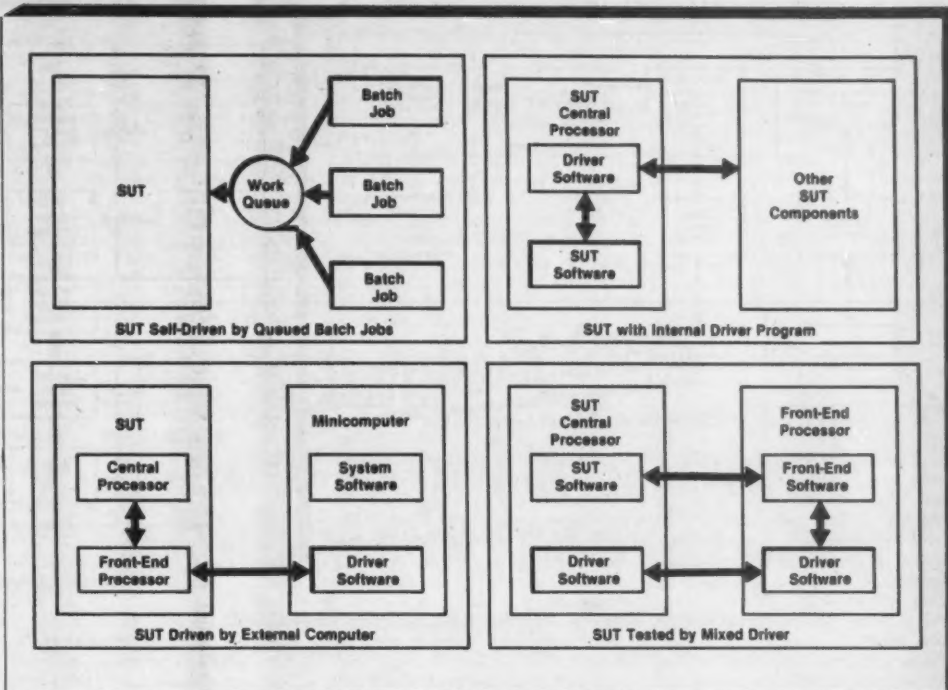 SUT
Work
Queue
Batch
Job
Batch
Job
Batch
Job
SUT Self-Driven by Queued Batch Jobs
SUT
Central
Processor
Driver
Software
SUT
Software
Other
SUT
Components
SUT with Internal Driver Program
SUT
Central
Processor
Front-End
Precessor
Minicomputer
System
Software
Driver
Software
SUT Driven by External Computer
SUT
Central
Processor
SUT
Software
Driver
Software
Front-End
Processor
Front-End
Software
Driver
Software
SUT Tested by Mixed Driver